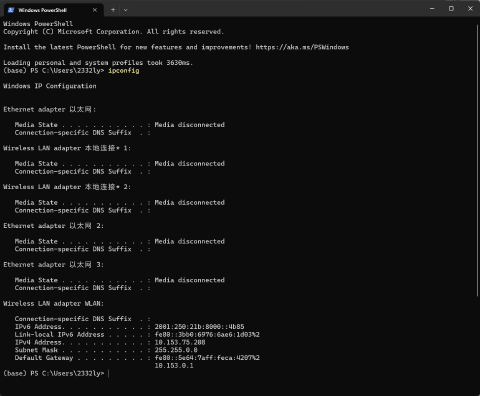 Windows PowerShell
Windows PowerShell
Copyright (C) Microsoft Corporation. All rights reserved.
Install the latest PowerShell for new features and improvements! https://aka.ms/PSWindows
Loading personal and system profiles took 3630ms.
(base) PS C:\Users\2332ly> ipconfig
Windows IP Configuration
Ethernet adapter 以太网:
Media State . . . . . . . . . . . : Media disconnected
Connection-specific DNS Suffix  . :
Wireless LAN adapter 本地连接* 1:
Media State . . . . . . . . . . . : Media disconnected
Connection-specific DNS Suffix  . :
Wireless LAN adapter 本地连接* 2:
Media State . . . . . . . . . . . : Media disconnected
Connection-specific DNS Suffix  . :
Ethernet adapter 以太网 2:
Media State . . . . . . . . . . . : Media disconnected
Connection-specific DNS Suffix  . :
Ethernet adapter 以太网 3:
Media State . . . . . . . . . . . : Media disconnected
Connection-specific DNS Suffix  . :
Wireless LAN adapter WLAN:
Connection-specific DNS Suffix  . :
IPv6 Address. . . . . . . . . . . : 2001:250:21b:8000::4b85
Link-local IPv6 Address . . . . . : fe80::3bb0:6976:6ae6:1d03%2
IPv4 Address. . . . . . . . . . . : 10.153.75.208
Subnet Mask . . . . . . . . . . . : 255.255.0.0
Default Gateway . . . . . . . . . : fe80::5e64:7aff:feca:4207%2
10.153.0.1
(base) PS C:\Users\2332ly>